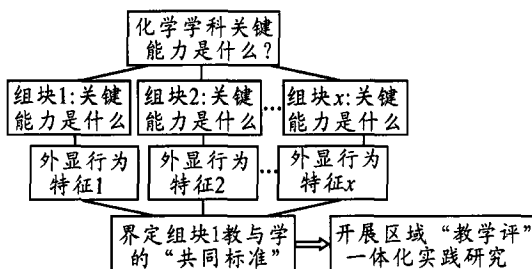 化学学科关键
能力是什么?
组块1:关键
能力是什么
组块2:关键
能力是什么
…
组块x:关键
能力是什么
外显行为
特征1
外显行为
特征2
…
外显行为
特征x
界定组块1教与学
的“共同标准”
开展区域“教学评”
一体化实践研究